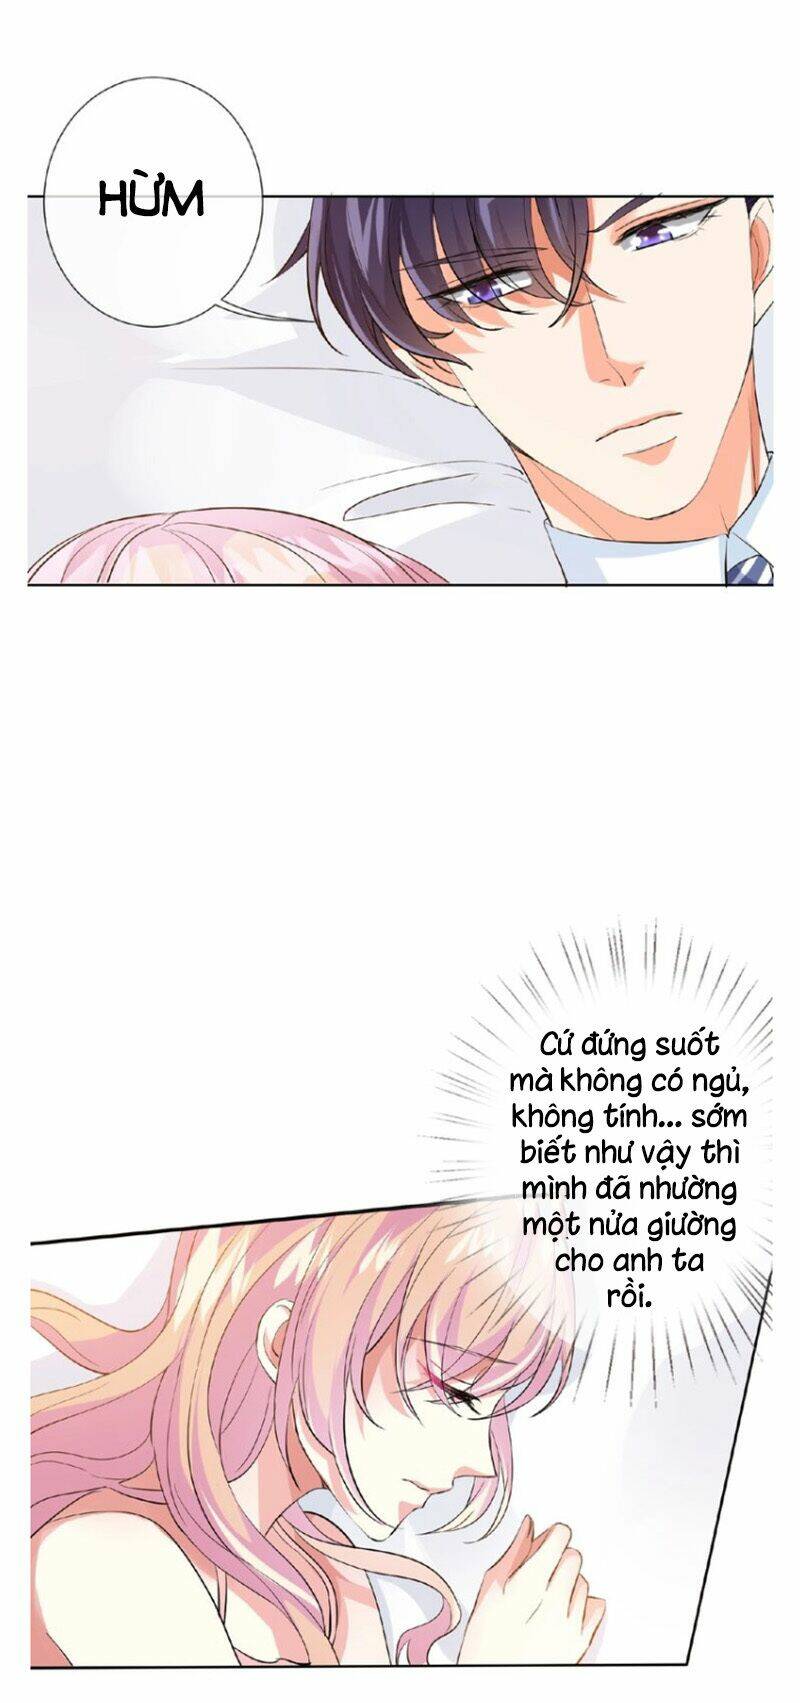 HỪM
Cứ đứng suốt
mà không có ngủ,
không tính... sớm
biết như vậy thì
mình đã nhường
một nửa giường
cho anh ta
rồi.